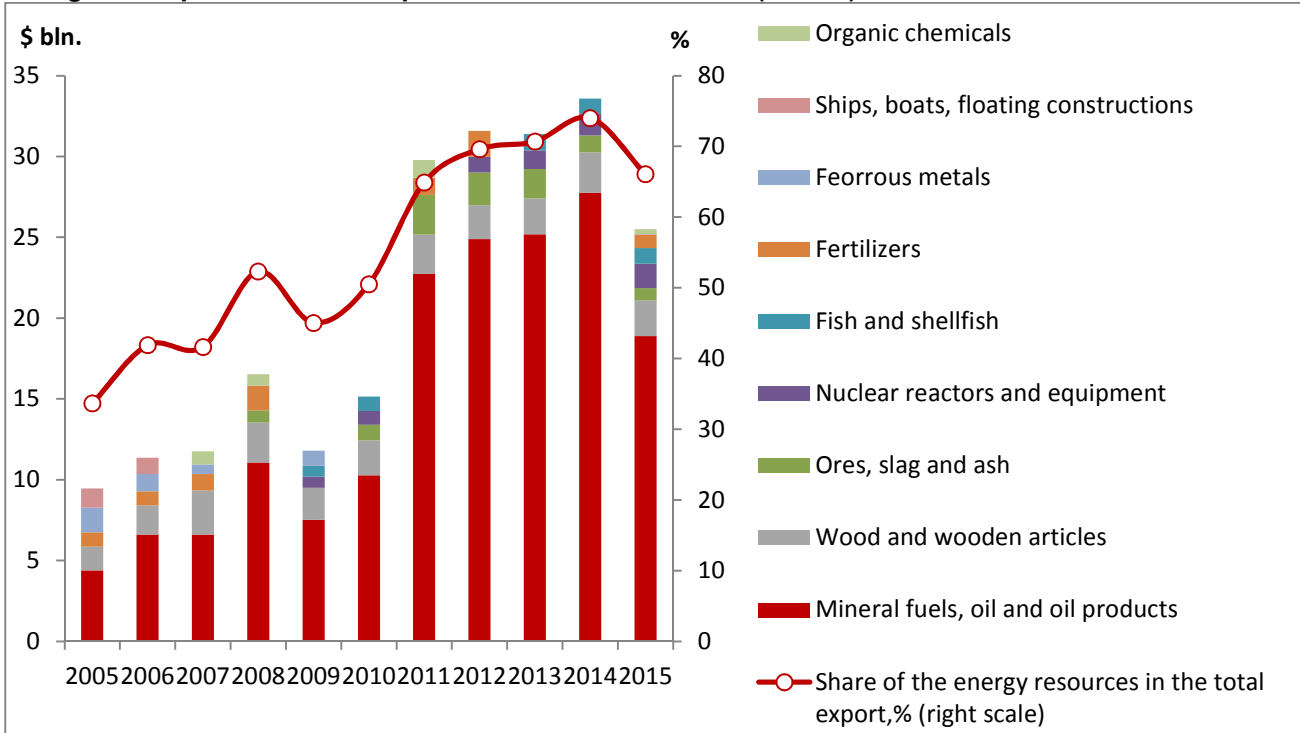 $ bln.
%
35
30
25
20
15
10
5
0
80
70
60
50
40
30
20
10
0
2005 2006 2007 2008 2009 2010 2011 2012 2013 2014 2015
Organic chemicals
Ships, boats, floating constructions
Feorrous metals
Fertilizers
Fish and shellfish
Nuclear reactors and equipment
Ores, slag and ash
Wood and wooden articles
Mineral fuels, oil and oil products
Share of the energy resources in the total
export,% (right scale)